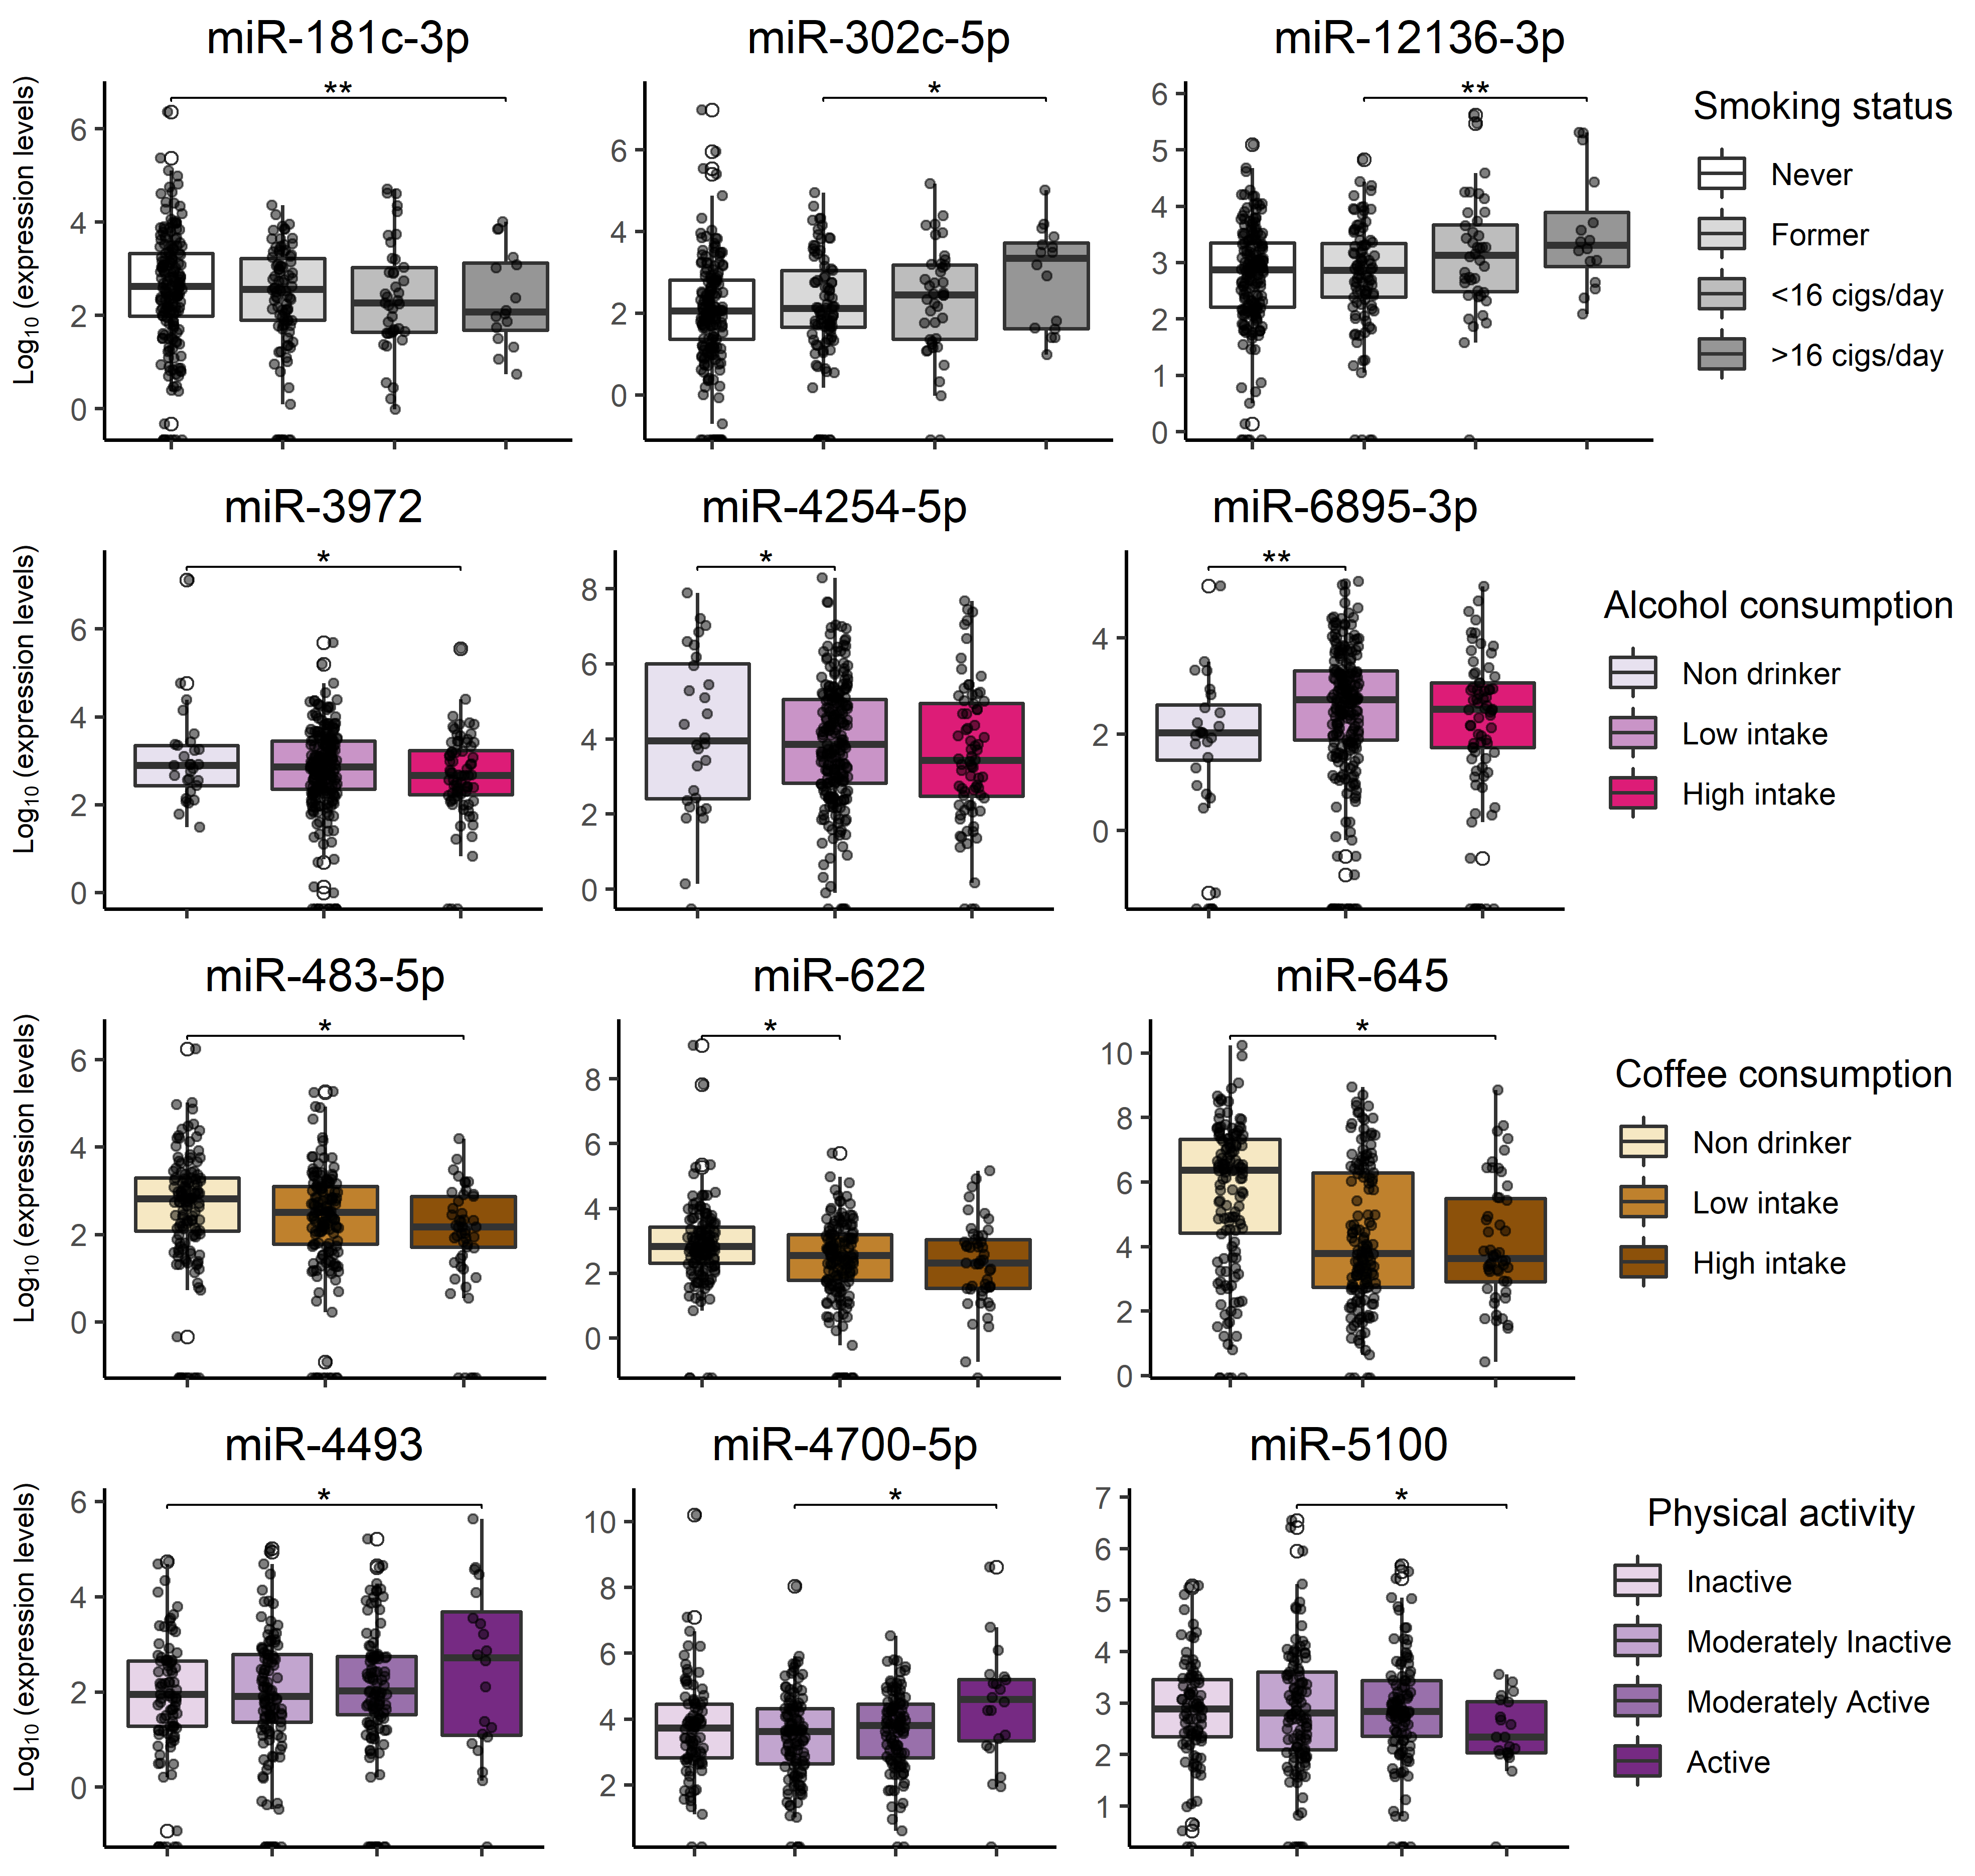 miR-181c-3p miR-302c-5p miR-12136-3p
Log10 (expression levels)
6
4
2
0
**
6
4
2
0
*
6
5
4
3
2
1
0
**
Smoking status
Never
Former
<16 cigs/day
>16 cigs/day
miR-3972 miR-4254-5p miR-6895-3p
Log10 (expression levels)
6
4
2
0
*
8
6
4
2
0
*
4
2
0
**
Alcohol consumption
Non drinker
Low intake
High intake
miR-483-5p miR-622 miR-645
Log10 (expression levels)
6
4
2
0
*
8
6
4
2
0
*
10
8
6
4
2
0
*
Coffee consumption
Non drinker
Low intake
High intake
miR-4493 miR-4700-5p miR-5100
Log10 (expression levels)
6
4
2
0
*
10
8
6
4
2
*
7
6
5
4
3
2
1
*
Physical activity
Inactive
Moderately Inactive
Moderately Active
Active